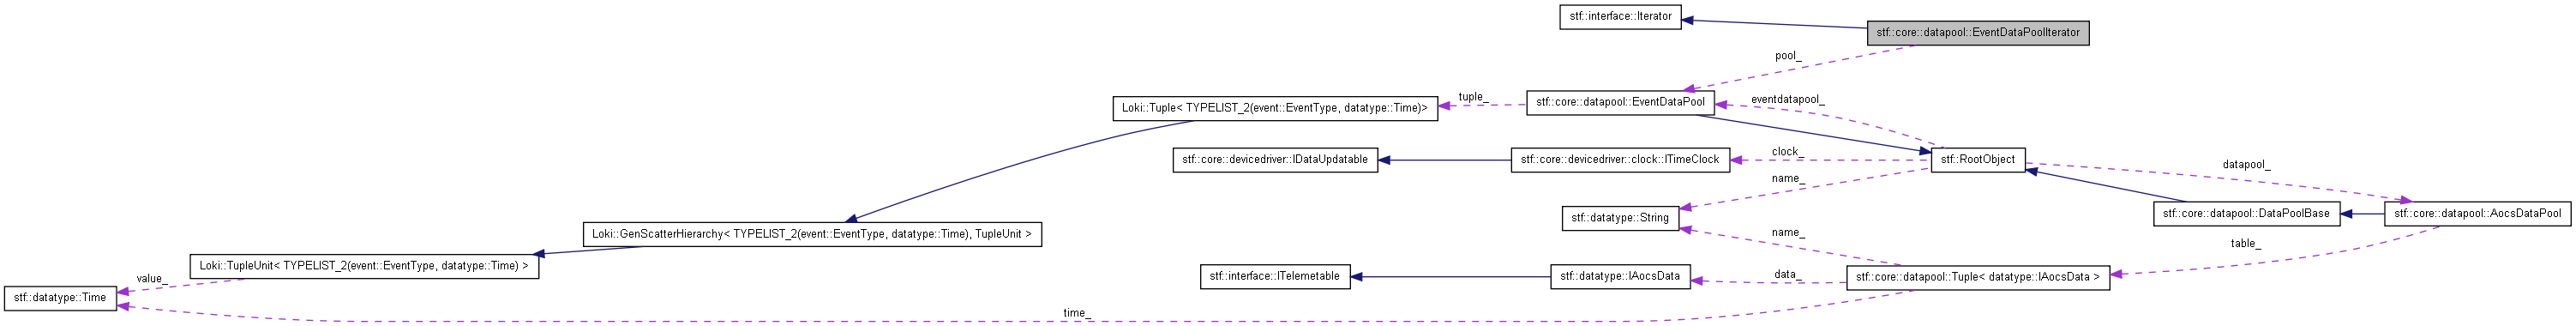 stf::interface::Iterator
stf::core::datapool::EventDataPoolIterator
pool_
Loki::Tuple< TYPELIST_2(event::EventType, datatype::Time)>
tuple_
stf::core::datapool::EventDataPool
eventdatapool_
stf::core::devicedriver::IDataUpdatable
stf::core::devicedriver::clock::ITimeClock
clock_
stf::RootObject
datapool_
name_
stf::datatype::String
stf::core::datapool::DataPoolBase
stf::core::datapool::AocsDataPool
Loki::GenScatterHierarchy< TYPELIST_2(event::EventType, datatype::Time), TupleUnit >
name_
table_
Loki::TupleUnit< TYPELIST_2(event::EventType, datatype::Time) >
value_
stf::interface::ITelemetable
stf::datatype::IAocsData
data_
stf::core::datapool::Tuple< datatype::IAocsData >
stf::datatype::Time
time_